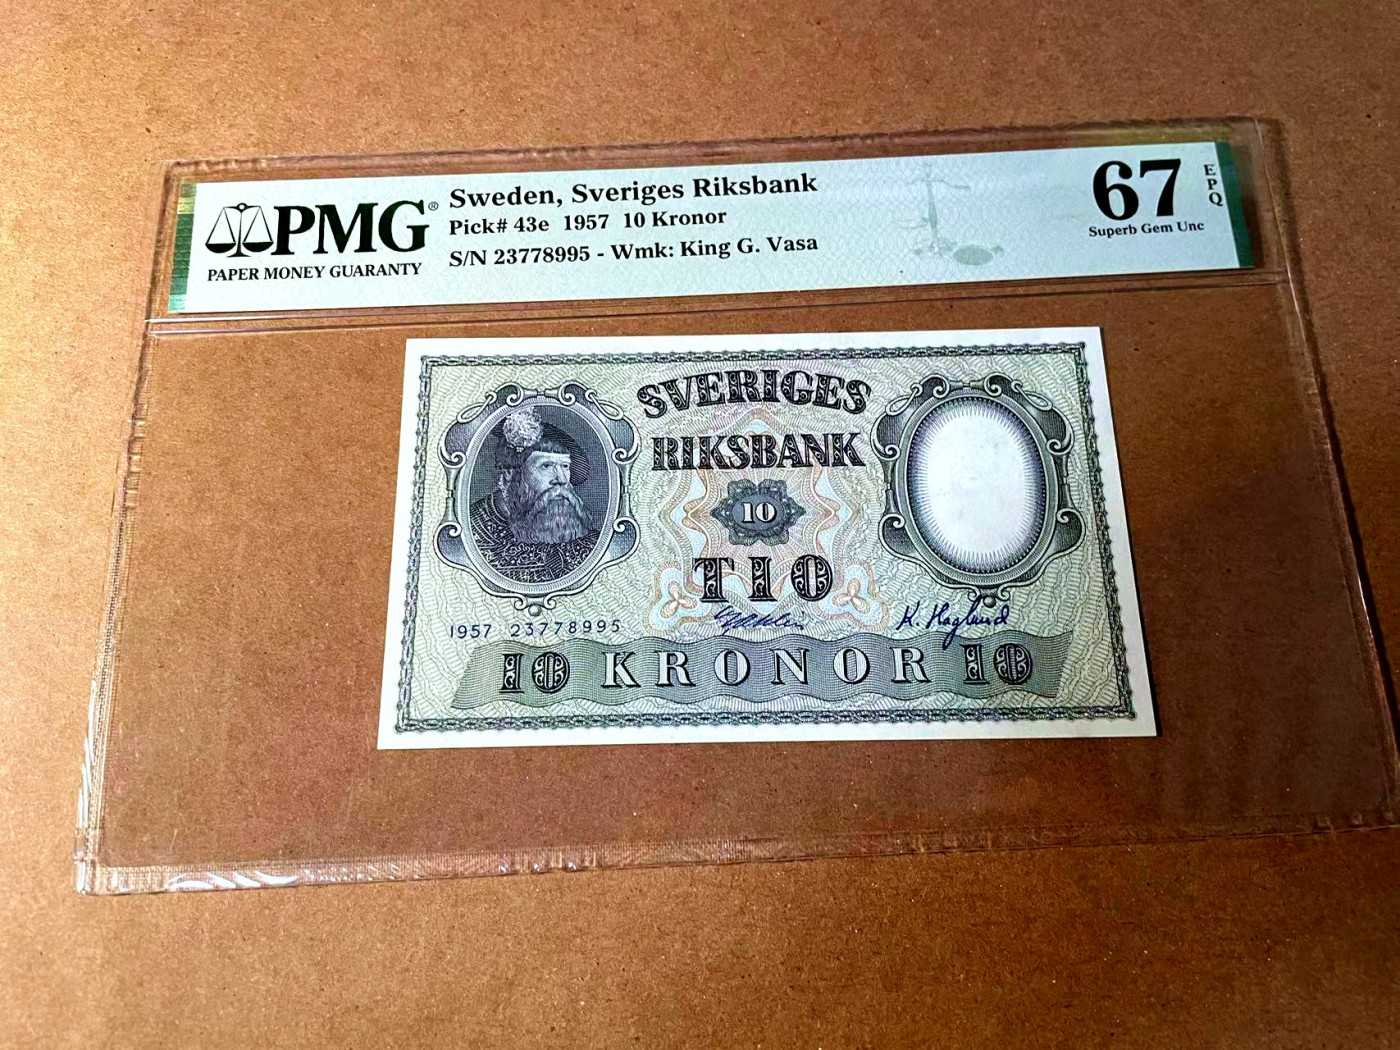 PMG®
PAPER MONEY GUARANTY
Sweden, Sveriges Riksbank
Pick# 43e 1957 10 Kronor
S/N 23778995 - Wmk: King G. Vasa
67
EPQ
Superb Gem Unc
SVERIGES
RIKSBANK
10
TIO
K. Haglund
1957 23778995
10 KRONOR 10